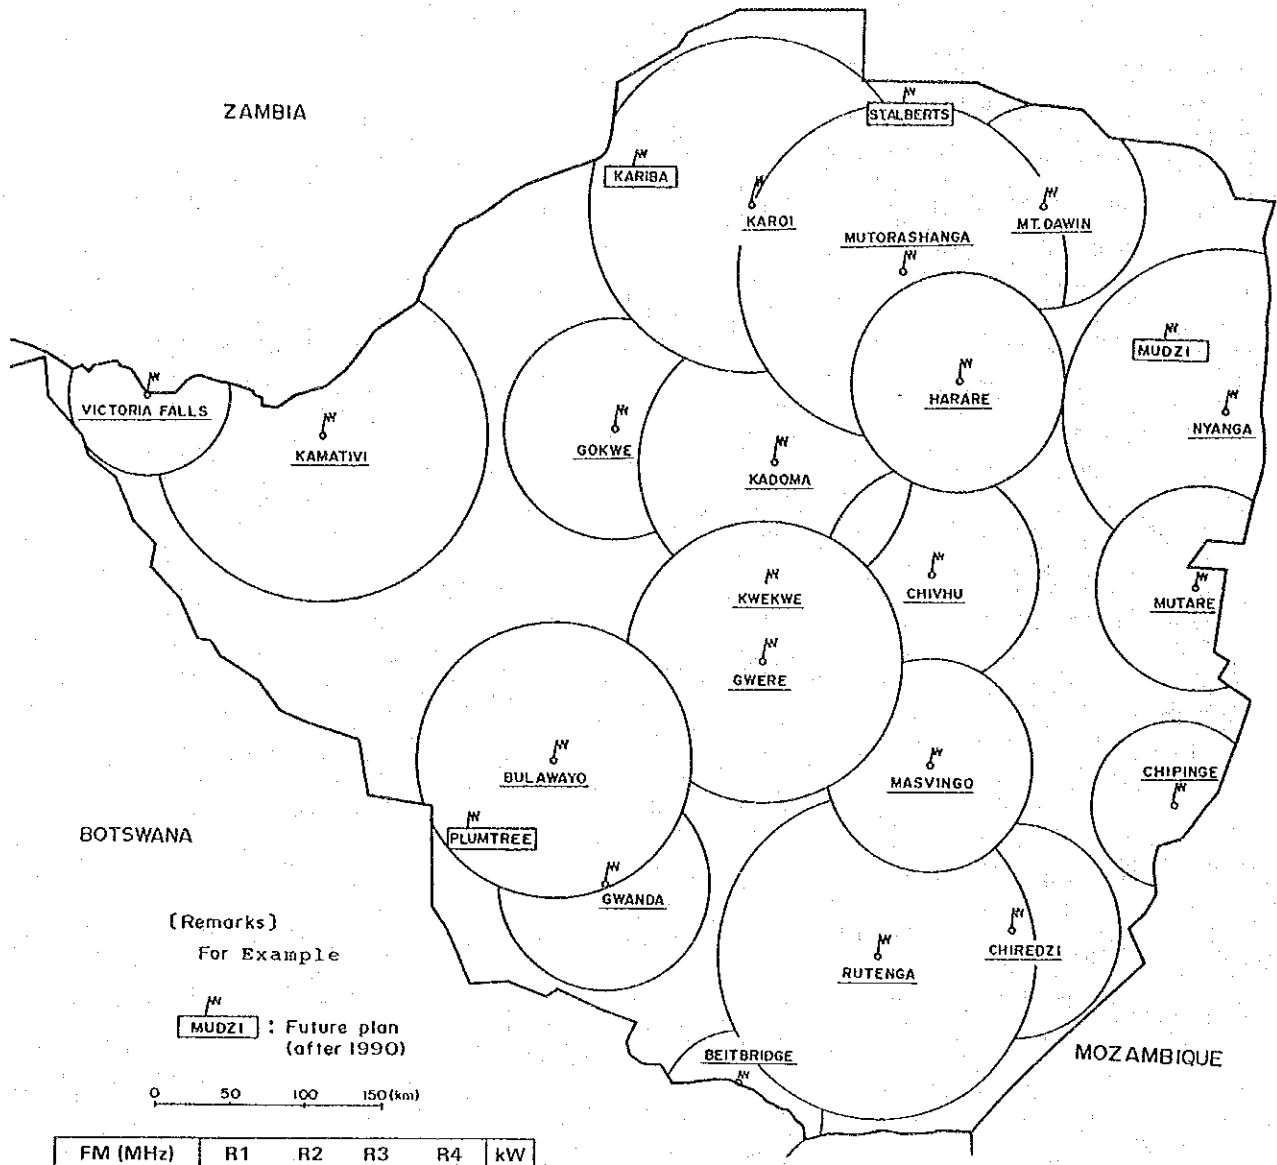 ZAMBIA
ST.ALBERTS
KARIBA
KAROI
MT. DAWIN
MUTORASHANGA
MUDZI
HARARE
NYANGA
VICTORIA FALLS
KAMATIVI
GOKWE
KADOMA
KWEKWE
CHIVHU
MUTARE
GWERE
BULAWAYO
MASVINGO
CHIPINGE
BOTSWANA
PLUMTREE
GWANDA
[Remarks]
For Example
MUDZI : Future plan
(after 1990)
RUTENGA
CHIREDZI
BEITBRIDGE
MOZAMBIQUE
0 50 100 150(km)
FM (MHz) R1 R2 R3 R4 kW